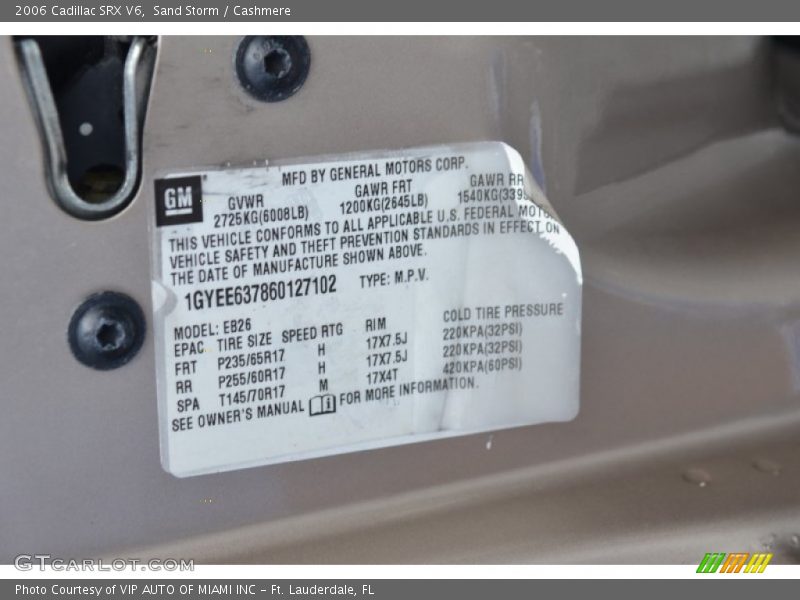 2006 Cadillac SRX V6, Sand Storm / Cashmere
MFD BY GENERAL MOTORS CORP.
GM
GVWR GAWR FRT GAWR RR
2725KG(6008LB) 1200KG(2645LB) 1540KG(339
THIS VEHICLE CONFORMS TO ALL APPLICABLE U.S. FEDERAL MOTO
VEHICLE SAFETY AND THEFT PREVENTION STANDARDS IN EFFECT ON
THE DATE OF MANUFACTURE SHOWN ABOVE.
1GYEE637860127102 TYPE: M.P.V.
MODEL: EB26
EPAC TIRE SIZE SPEED RTG RIM COLD TIRE PRESSURE
FRT P235/65R17 H 17X7.5J 220KPA(32PSI)
RR P255/60R17 H 17X7.5J 220KPA(32PSI)
SPA T145/70R17 M 17X4T 420KPA(60PSI)
SEE OWNER'S MANUAL FOR MORE INFORMATION.
GTCARLOT.COM
Photo Courtesy of VIP AUTO OF MIAMI INC - Ft. Lauderdale, FL